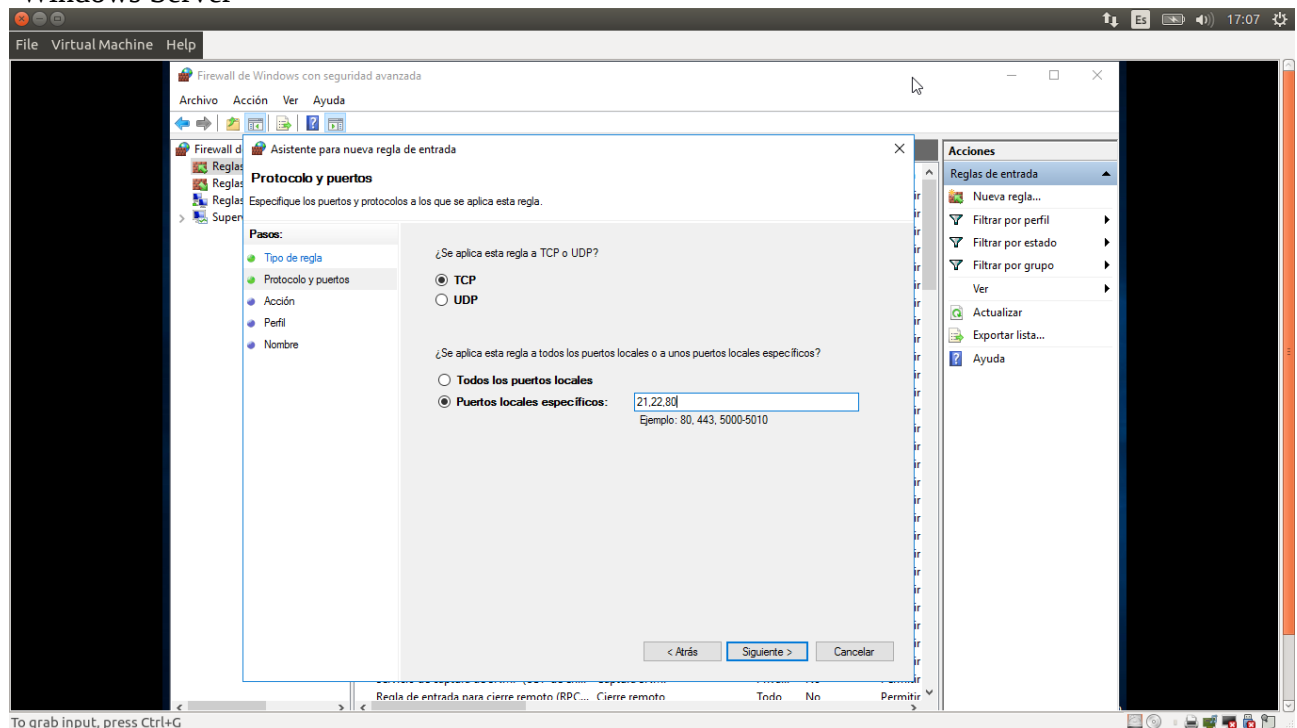 Windows Server
Es 17:07
File Virtual Machine Help
Firewall de Windows con seguridad avanzada
Archivo Acción Ver Ayuda
Firewall d
Reglas
Reglas
Reglas
Super
Asistente para nueva regla de entrada
Protocolo y puertos
Especifique los puertos y protocolos a los que se aplica esta regla.
Pasos:
Tipo de regla
Protocolo y puertos
Acción
Perfil
Nombre
¿Se aplica esta regla a TCP o UDP?
TCP
UDP
¿Se aplica esta regla a todos los puertos locales o a unos puertos locales específicos?
Todos los puertos locales
Puertos locales específicos: 21,22,80
Ejemplo: 80, 443, 5000-5010
< Atrás Siguiente > Cancelar
Regla de entrada para cierre remoto (RPC... Cierre remoto Todo No Permitir
Acciones
Reglas de entrada
Nueva regla...
Filtrar por perfil
Filtrar por estado
Filtrar por grupo
Ver
Actualizar
Exportar lista...
Ayuda
To grab input, press Ctrl+G